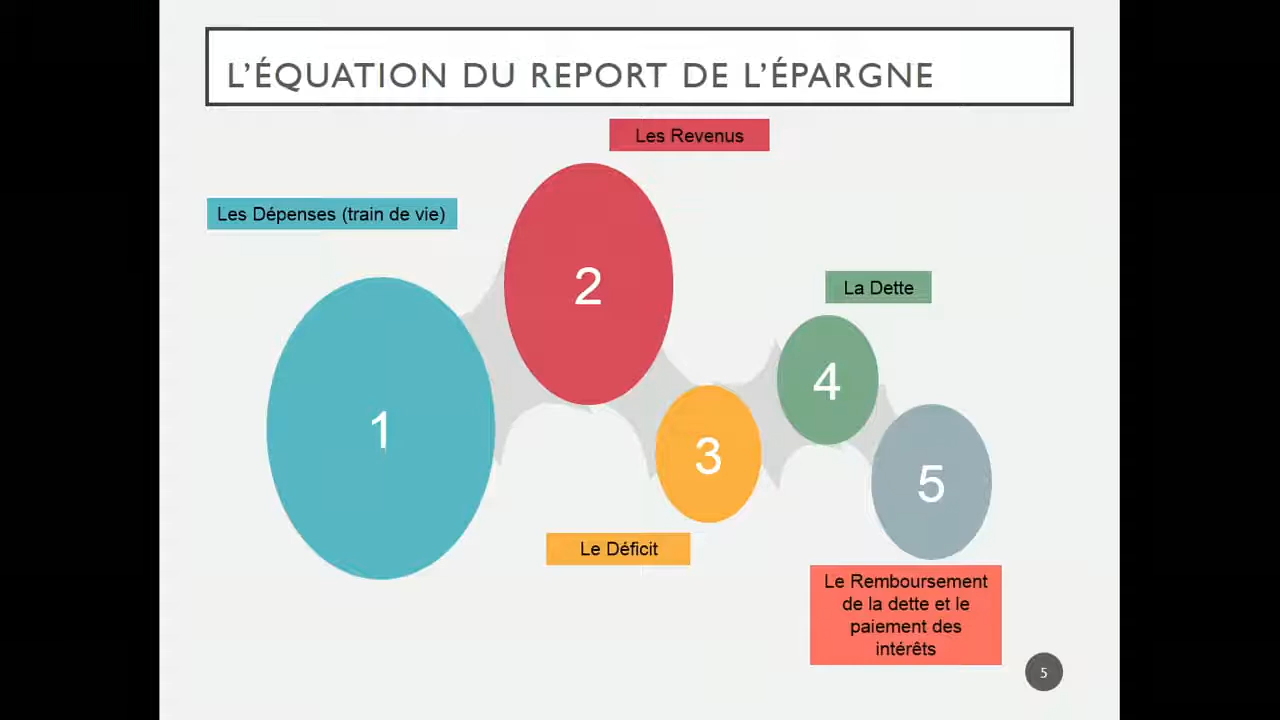 L’ÉQUATION DU REPORT DE L’ÉPARGNE
Les Revenus
Les Dépenses (train de vie)
2
La Dette
4
1
3
5
Le Déficit
Le Remboursement
de la dette et le
paiement des
intérêts
5